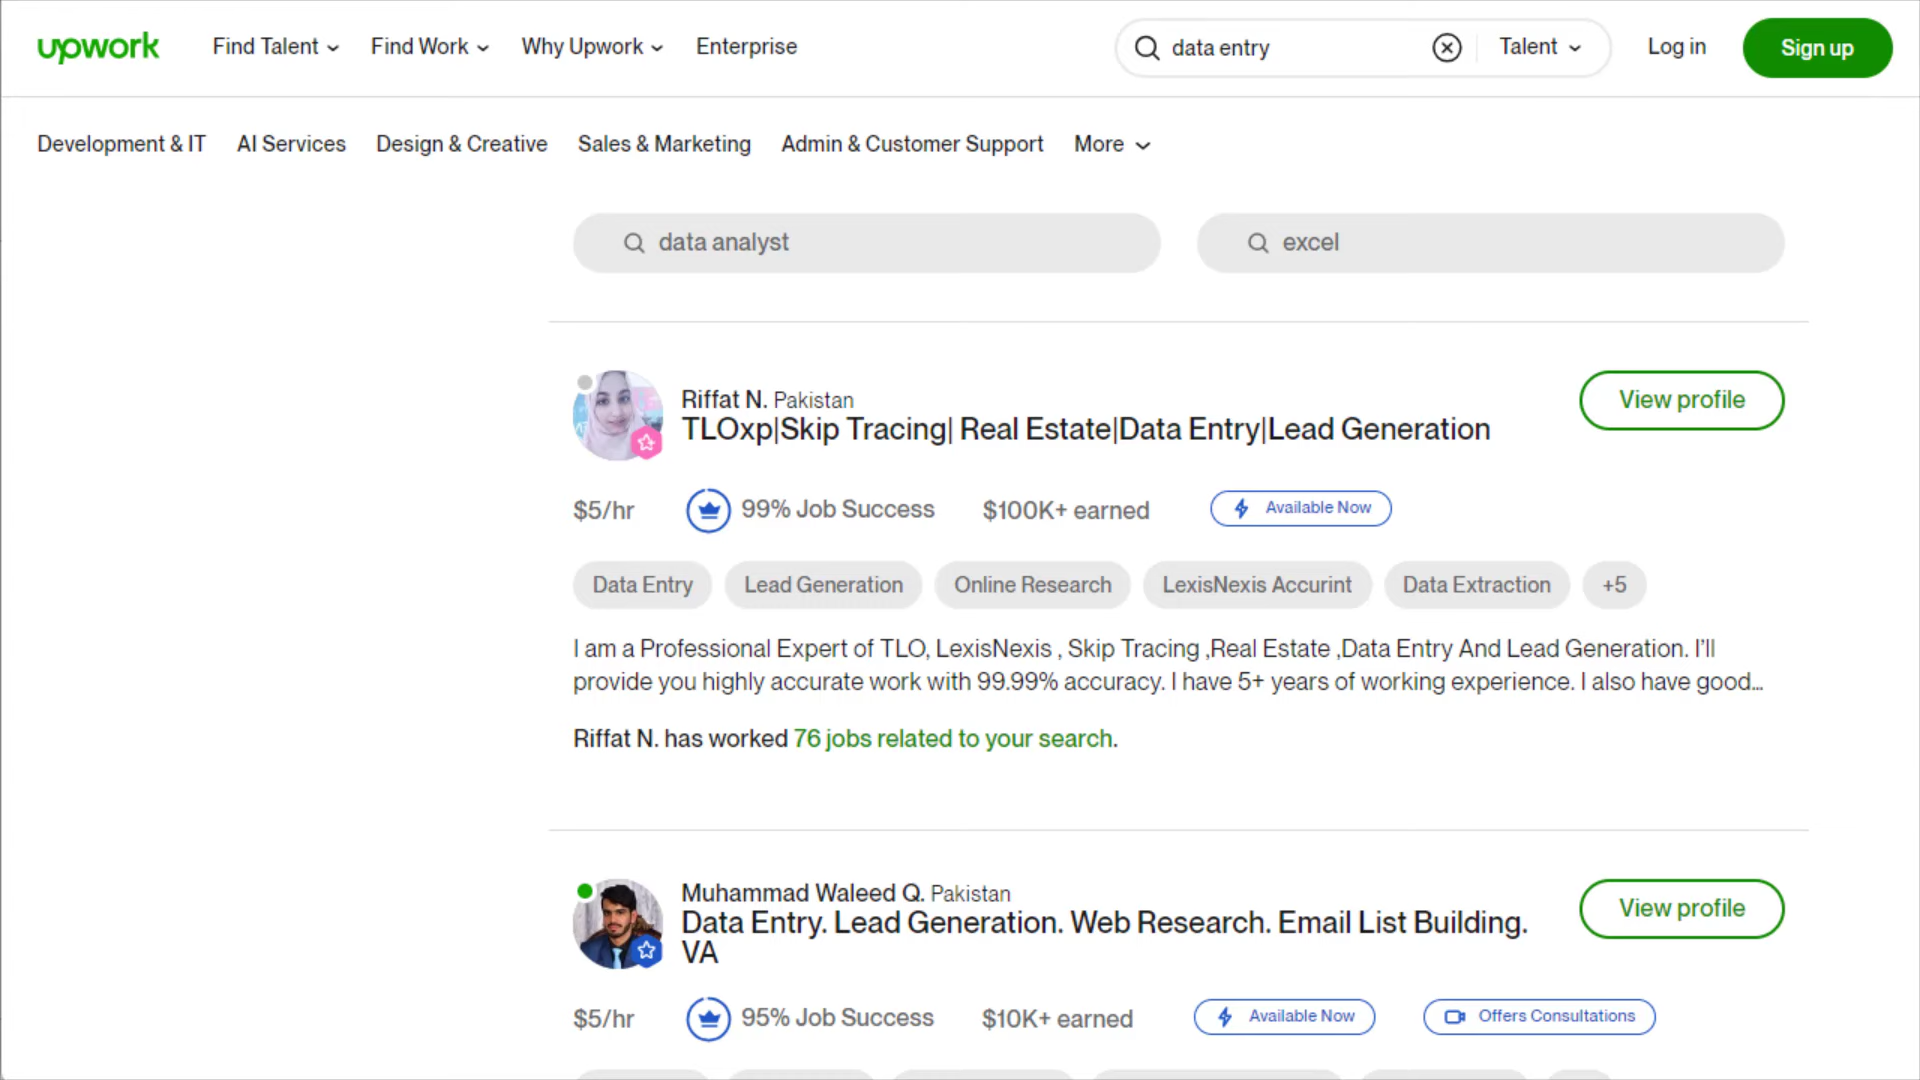 upwork
Find Talent
Find Work
Why Upwork
Enterprise
data entry
Talent
Log in
Sign up
Development & IT
AI Services
Design & Creative
Sales & Marketing
Admin & Customer Support
More
data analyst
excel
Riffat N. Pakistan
TLOxp|Skip Tracing| Real Estate|Data Entry|Lead Generation
View profile
$5/hr
99% Job Success
$100K+ earned
Available Now
Data Entry
Lead Generation
Online Research
LexisNexis Accurint
Data Extraction
+5
I am a Professional Expert of TLO, LexisNexis , Skip Tracing ,Real Estate ,Data Entry And Lead Generation. I’ll
provide you highly accurate work with 99.99% accuracy. I have 5+ years of working experience. I also have good...
Riffat N. has worked 76 jobs related to your search.
Muhammad Waleed Q. Pakistan
Data Entry. Lead Generation. Web Research. Email List Building.
VA
View profile
$5/hr
95% Job Success
$10K+ earned
Available Now
Offers Consultations